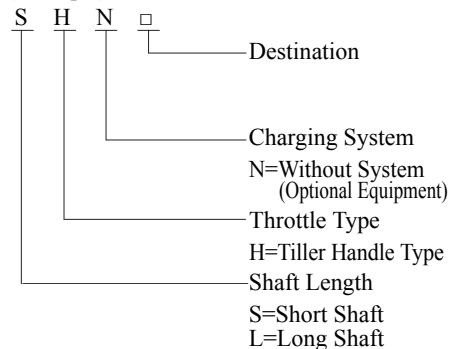 S H N □
Destination
Charging System
N=Without System
(Optional Equipment)
Throttle Type
H=Tiller Handle Type
Shaft Length
S=Short Shaft
L=Long Shaft